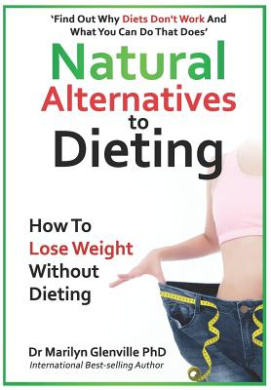 ‘Find Out Why Diets Don't Work And
What You Can Do That Does’
Natural
Alternatives
to
Dieting
How To
Lose Weight
Without
Dieting
Dr Marilyn Glenville PhD
International Best-selling Author